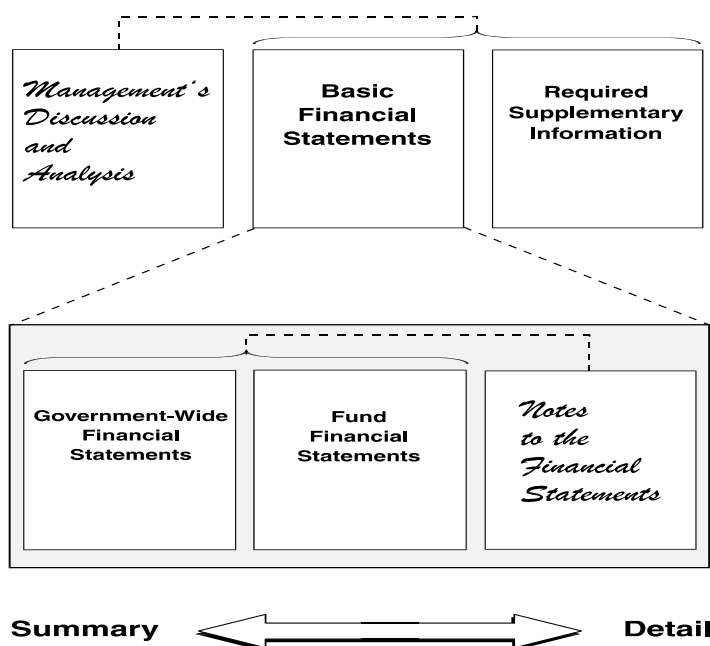 Management's
Discussion
and
Analysis
Basic
Financial
Statements
Required
Supplementary
Information
Government-Wide
Financial
Statements
Fund
Financial
Statements
Notes
to the
Financial
Statements
Summary
Detail